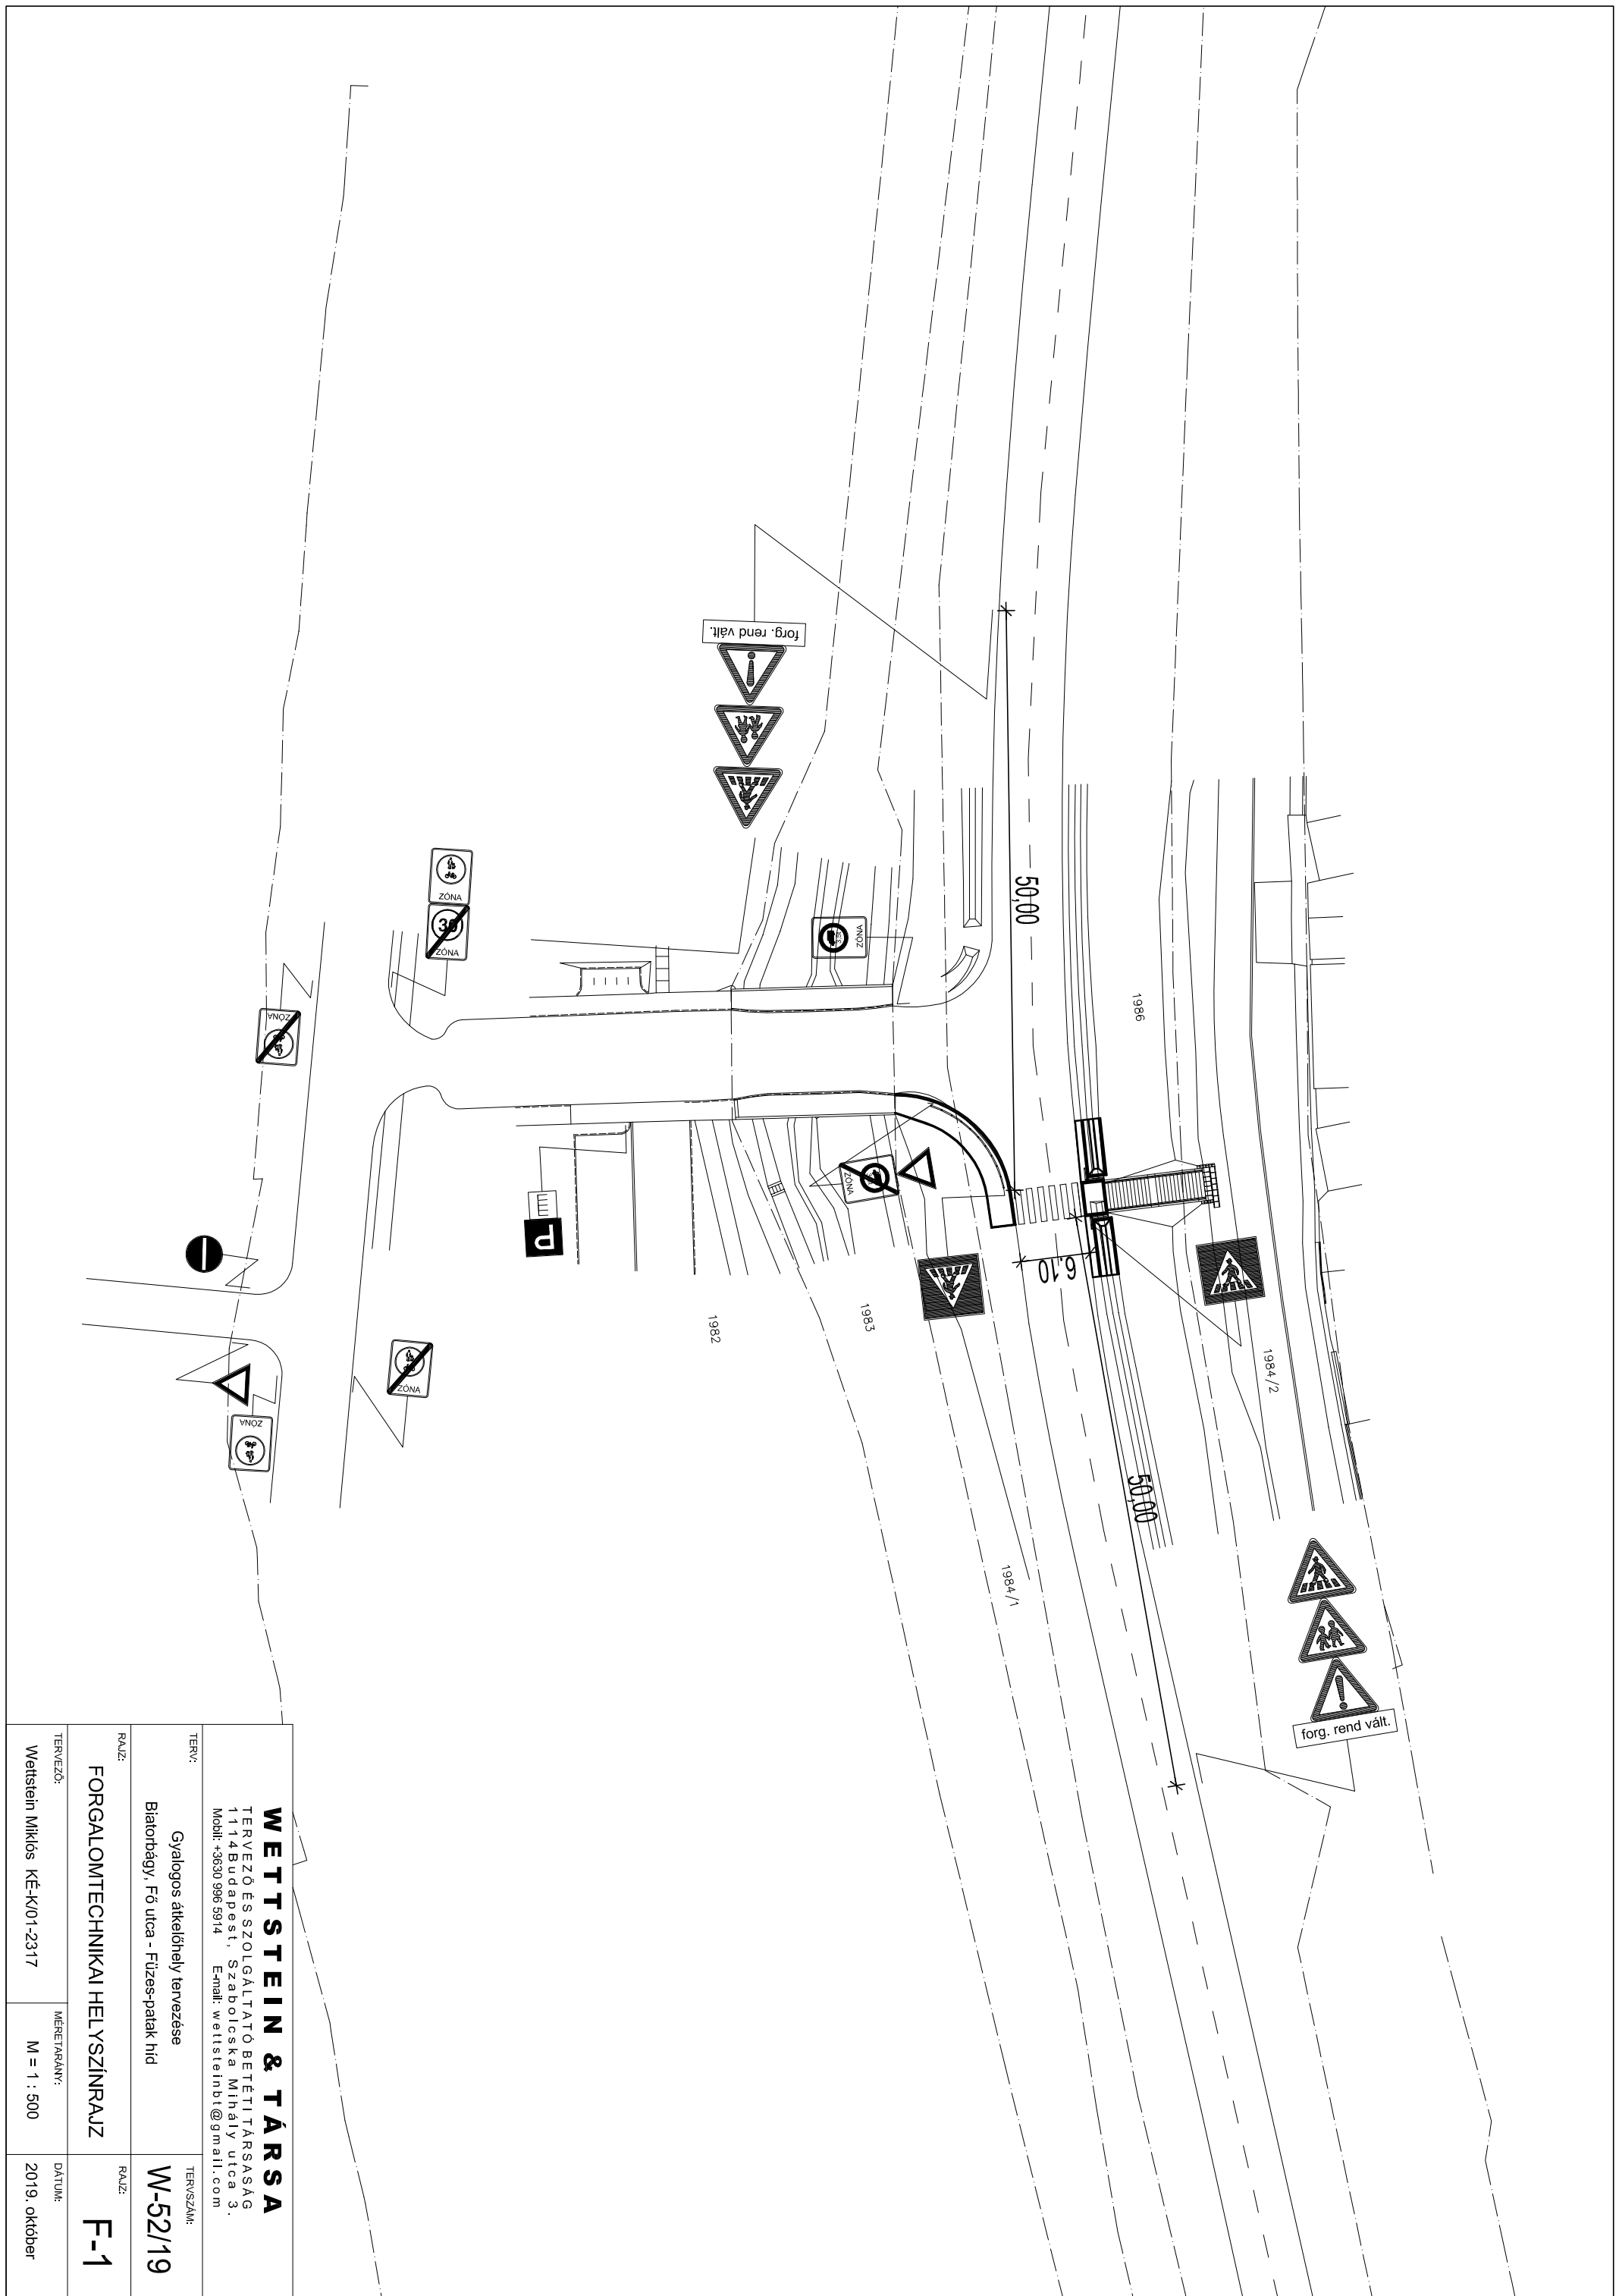 forg. rend vált.
ZÓNA
30
ZÓNA
ZÓNA
ZÓNA
50,00
1986
ZÓNA
P
6,10
1982
1983
1984/2
ZÓNA
ZÓNA
50,00
1984/1
forg. rend vált.
WETTSTEIN & TÁRSA
TERVEZŐ ÉS SZOLGÁLTATÓ BETÉTI TÁRSASÁG
1114 Budapest, Szabolcska Mihály utca 3.
Mobil: +3630 996 5914 E-mail: wettsteinbt@gmail.com
TERV:
Gyalogos átkelőhely tervezése
Biatorbágy, Fő utca - Füzes-patak híd
TERVSZÁM:
W-52/19
RAJZ:
FORGALOMTECHNIKAI HELYSZÍNRAJZ
RAJZ:
F-1
TERVEZŐ:
Wettstein Miklós KÉ-K/01-2317
MÉRETARÁNY:
M = 1 : 500
DÁTUM:
2019. október